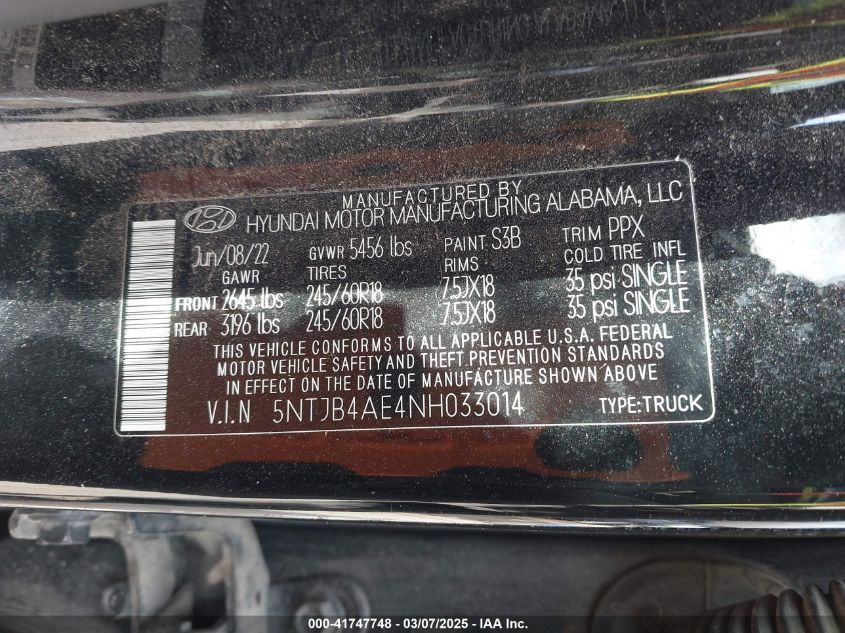 MANUFACTURED BY
HYUNDAI MOTOR MANUFACTURING ALABAMA, LLC
Jun/08/22 GVWR 5456 lbs PAINT S3B TRIM PPX
GAWR TIRES RIMS COLD TIRE INFL
FRONT 2645 lbs 245/60R18 7.5JX18 35 psi SINGLE
REAR 3196 lbs 245/60R18 7.5JX18 35 psi SINGLE
THIS VEHICLE CONFORMS TO ALL APPLICABLE U.S.A. FEDERAL
MOTOR VEHICLE SAFETY AND THEFT PREVENTION STANDARDS
IN EFFECT ON THE DATE OF MANUFACTURE SHOWN ABOVE
V.I.N 5NTJB4AE4NH033014 TYPE:TRUCK
000-41747748 - 03/07/2025 - IAA Inc.